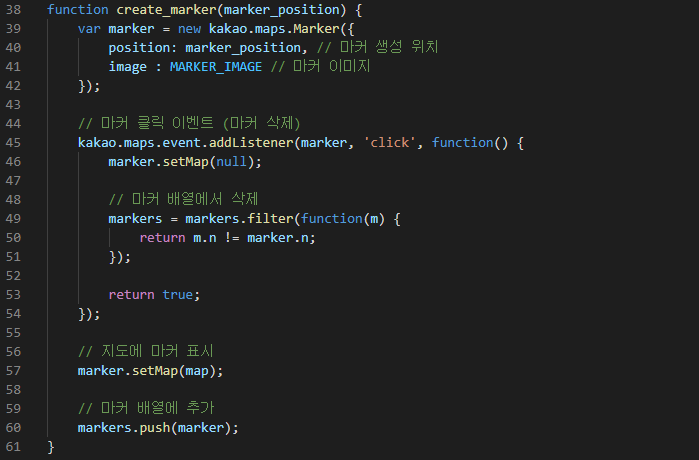 38 function create_marker(marker_position) {
39     var marker = new kakao.maps.Marker({
40         position: marker_position, // 마커 생성 위치
41         image : MARKER_IMAGE // 마커 이미지
42     });
43
44     // 마커 클릭 이벤트 (마커 삭제)
45     kakao.maps.event.addListener(marker, 'click', function() {
46         marker.setMap(null);
47
48         // 마커 배열에서 삭제
49         markers = markers.filter(function(m) {
50             return m.n != marker.n;
51         });
52
53         return true;
54     });
55
56     // 지도에 마커 표시
57     marker.setMap(map);
58
59     // 마커 배열에 추가
60     markers.push(marker);
61 }